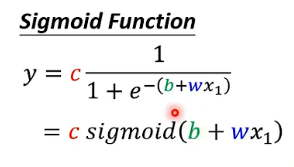 Sigmoid Function
y = c 1 / 1 + e^-(b+wx₁)
= c sigmoid(b + wx₁)